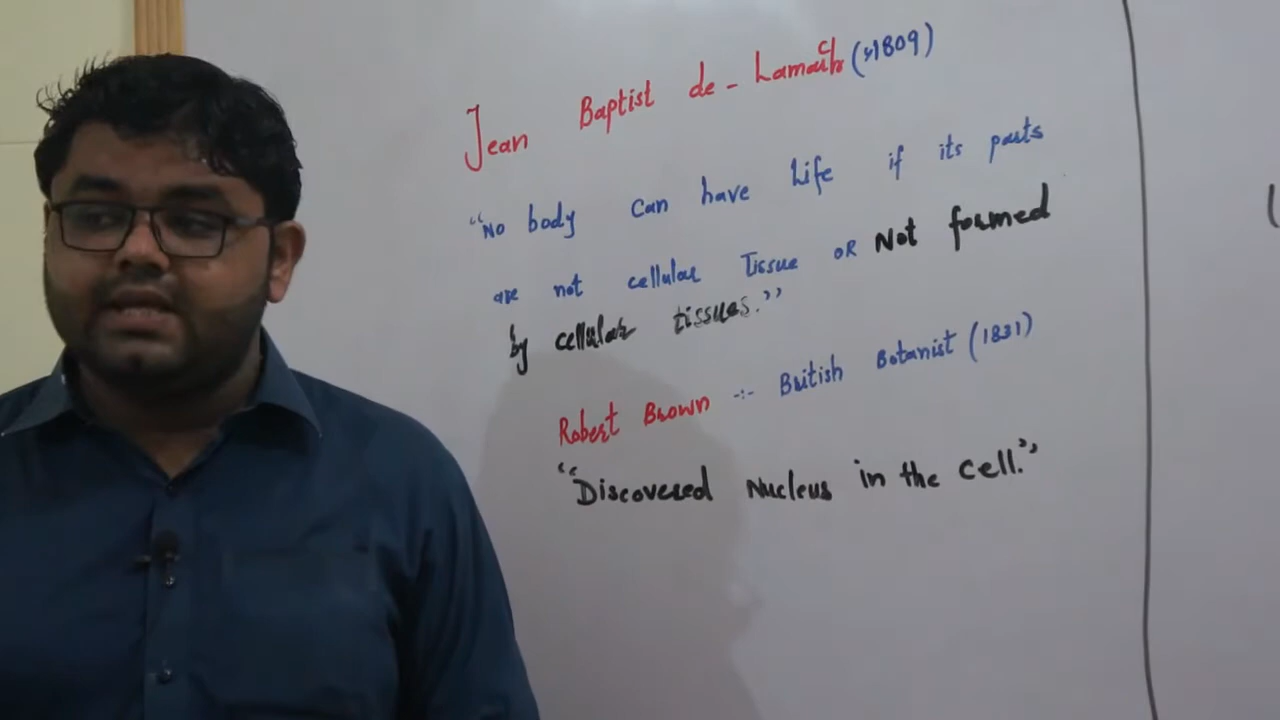 Jean Baptist de - Lamarck (1809)
"No body can have life if its parts
are not cellular Tissue OR Not formed
by cellular tissues."
Robert Brown -:- British Botanist (1831)
"Discovered Nucleus in the cell."